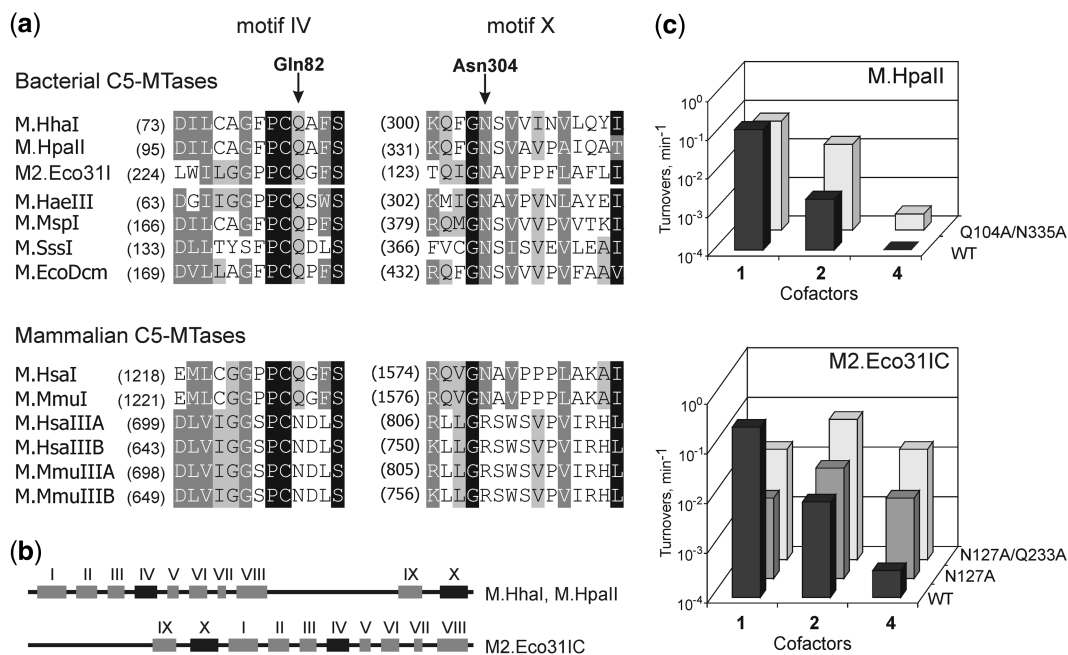 (a)
motif IV motif X
Bacterial C5-MTases Gln82 Asn304
M.HhaI (73) DILCAGFPCQAFS (300) KQFGNSVVINVLQYI
M.HpaII (95) DILCAGFPCQAFS (331) KQFGNSVAVPAIQAT
M2.Eco31I (224) LWILGGPPCQGFS (123) TQIGNAVPPFLAFLI
M.HaeIII (63) DGIIGGPPCQSWS (302) KMIGNAVPVNLAYEI
M.MspI (166) DILCAGFPCQPFS (379) RQMGNSVVVPVVTKI
M.SssI (133) DLLTYSFPCQDLS (366) FVCGNSISVEVLEAI
M.EcoDcm (169) DVLLAGFPCQPFS (432) RQFGNSVVVPVFAAV
Mammalian C5-MTases
M.HsaI (1218) EMLCGGPPCQGFS (1574) RQVGNAVPPPLAKAI
M.MmuI (1221) EMLCGGPPCQGFS (1576) RQVGNAVPPPLAKAI
M.HsaIIIA (699) DLVIGGSPCNDLS (806) RLLGRSWSVPVIRHL
M.HsaIIIB (643) DLVIGGSPCNDLS (750) KLLGRSWSVPVIRHL
M.MmuIIIA (698) DLVIGGSPCNDLS (805) RLLGRSWSVPVIRHL
M.MmuIIIB (649) DLVIGGSPCNDLS (756) KLLGRSWSVPVIRHL
(b)
I II III IV V VI VII VIII IX X
M.HhaI, M.HpaII
IX X I II III IV V VI VII VIII
M2.Eco31IC
(c)
M.HpaII
Turnovers, min-1
10^0
10^-1
10^-2
10^-3
10^-4
Q104A/N335A
WT
1 2 4
Cofactors
M2.Eco31IC
Turnovers, min-1
10^0
10^-1
10^-2
10^-3
10^-4
N127A/Q233A
N127A
WT
1 2 4
Cofactors